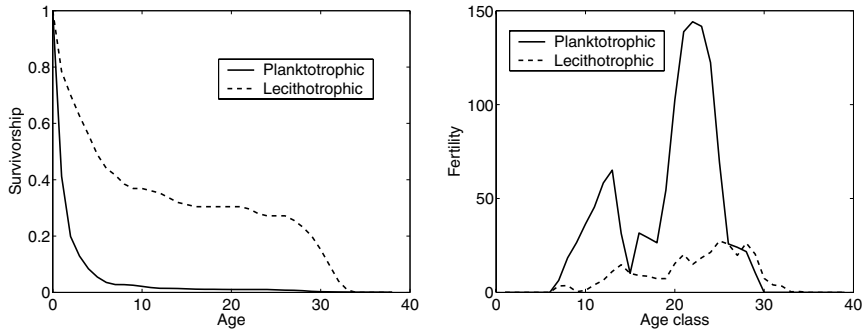 1
0.8
0.6
0.4
0.2
0
Survivorship
Planktotrophic
Lecithotrophic
0 10 20 30 40
Age
150
100
50
0
Fertility
Planktotrophic
Lecithotrophic
0 10 20 30 40
Age class